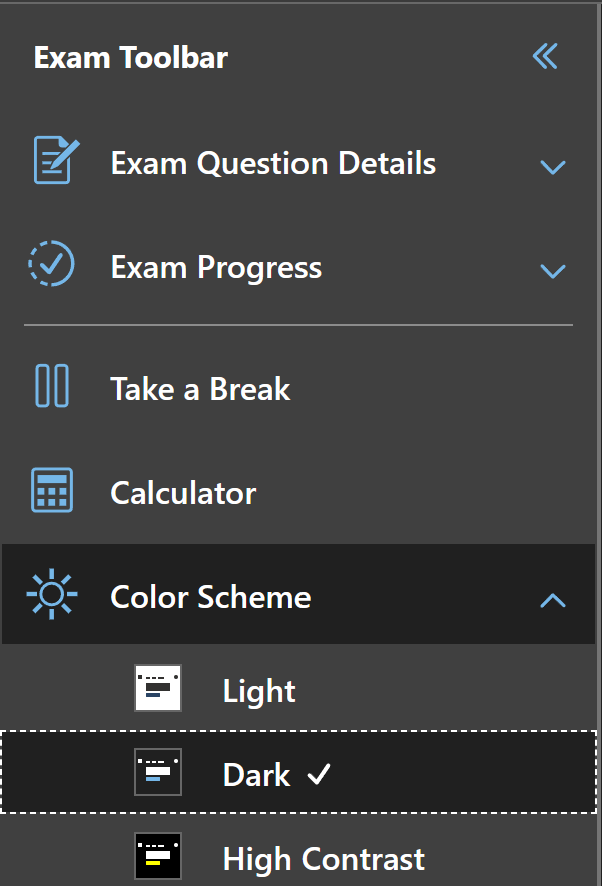 Exam Toolbar
Exam Question Details
Exam Progress
Take a Break
Calculator
Color Scheme
Light
Dark
High Contrast